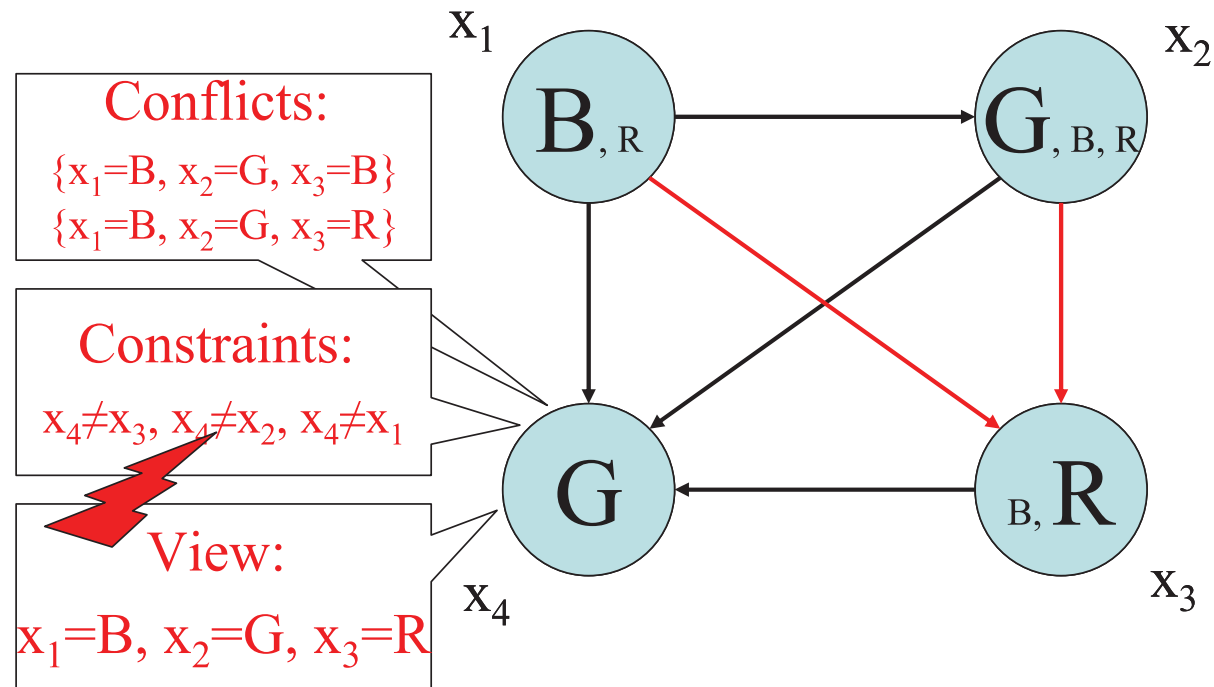 x₁
x₂
Conflicts:
{x₁=B, x₂=G, x₃=B}
{x₁=B, x₂=G, x₃=R}
B, R
G, B, R
Constraints:
x₄≠x₃, x₄≠x₂, x₄≠x₁
G
B, R
View:
x₁=B, x₂=G, x₃=R
x₄
x₃